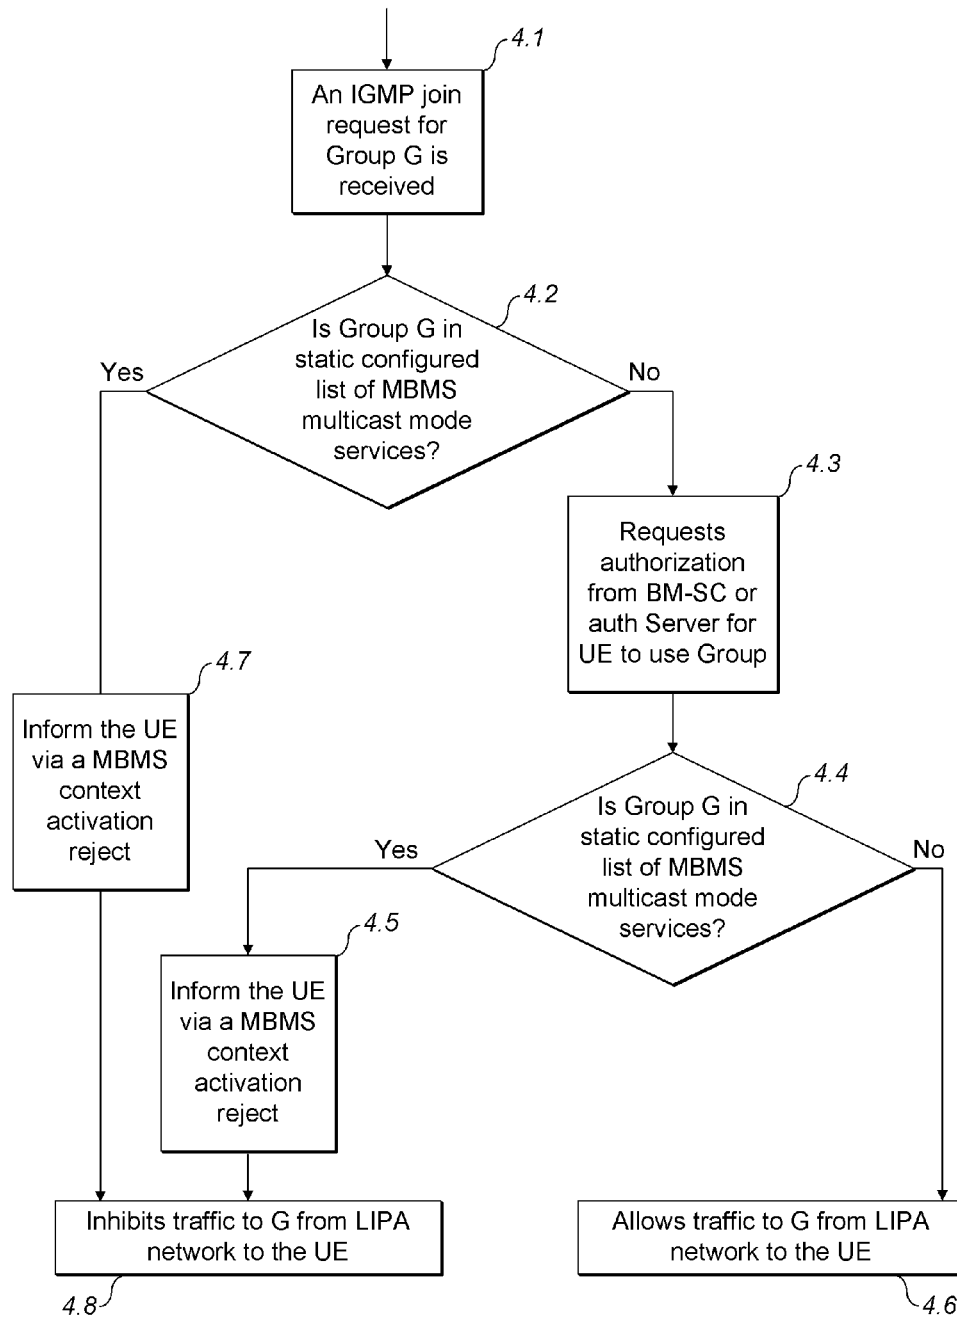 4.1
An IGMP join
request for
Group G is
received
4.2
Is Group G in
static configured
list of MBMS
multicast mode
services?
Yes
No
4.3
Requests
authorization
from BM-SC or
auth Server for
UE to use Group
4.7
Inform the UE
via a MBMS
context
activation
reject
4.4
Is Group G in
static configured
list of MBMS
multicast mode
services?
Yes
No
4.5
Inform the UE
via a MBMS
context
activation
reject
Inhibits traffic to G from LIPA
network to the UE
4.8
Allows traffic to G from LIPA
network to the UE
4.6